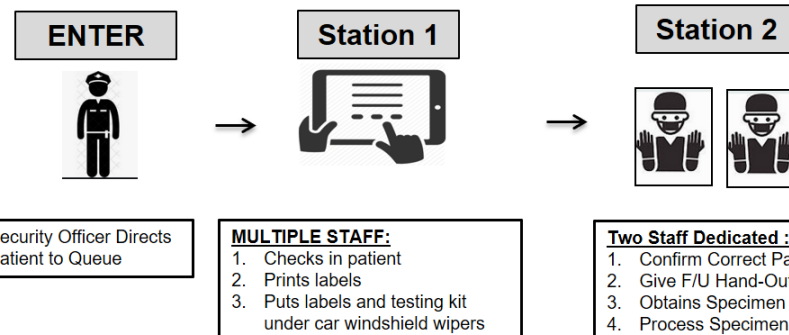 ENTER
Station 1
Station 2
ecurity Officer Directs
atient to Queue
MULTIPLE STAFF:
1. Checks in patient
2. Prints labels
3. Puts labels and testing kit
under car windshield wipers
Two Staff Dedicated :
1. Confirm Correct Pa
2. Give F/U Hand-Ou
3. Obtains Specimen
4. Process Specimen